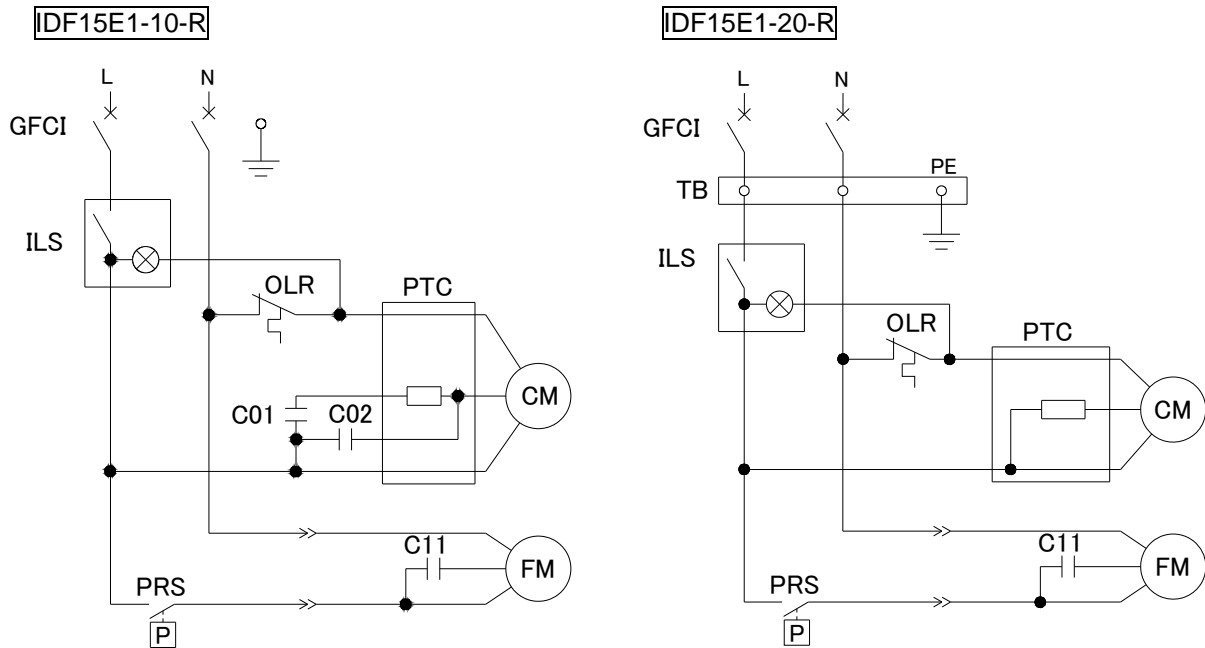 IDF15E1-10-R
L
N
GFCI
ILS
OLR
PTC
C01
C02
CM
C11
FM
PRS
P
IDF15E1-20-R
L
N
GFCI
PE
TB
ILS
OLR
PTC
CM
C11
FM
PRS
P